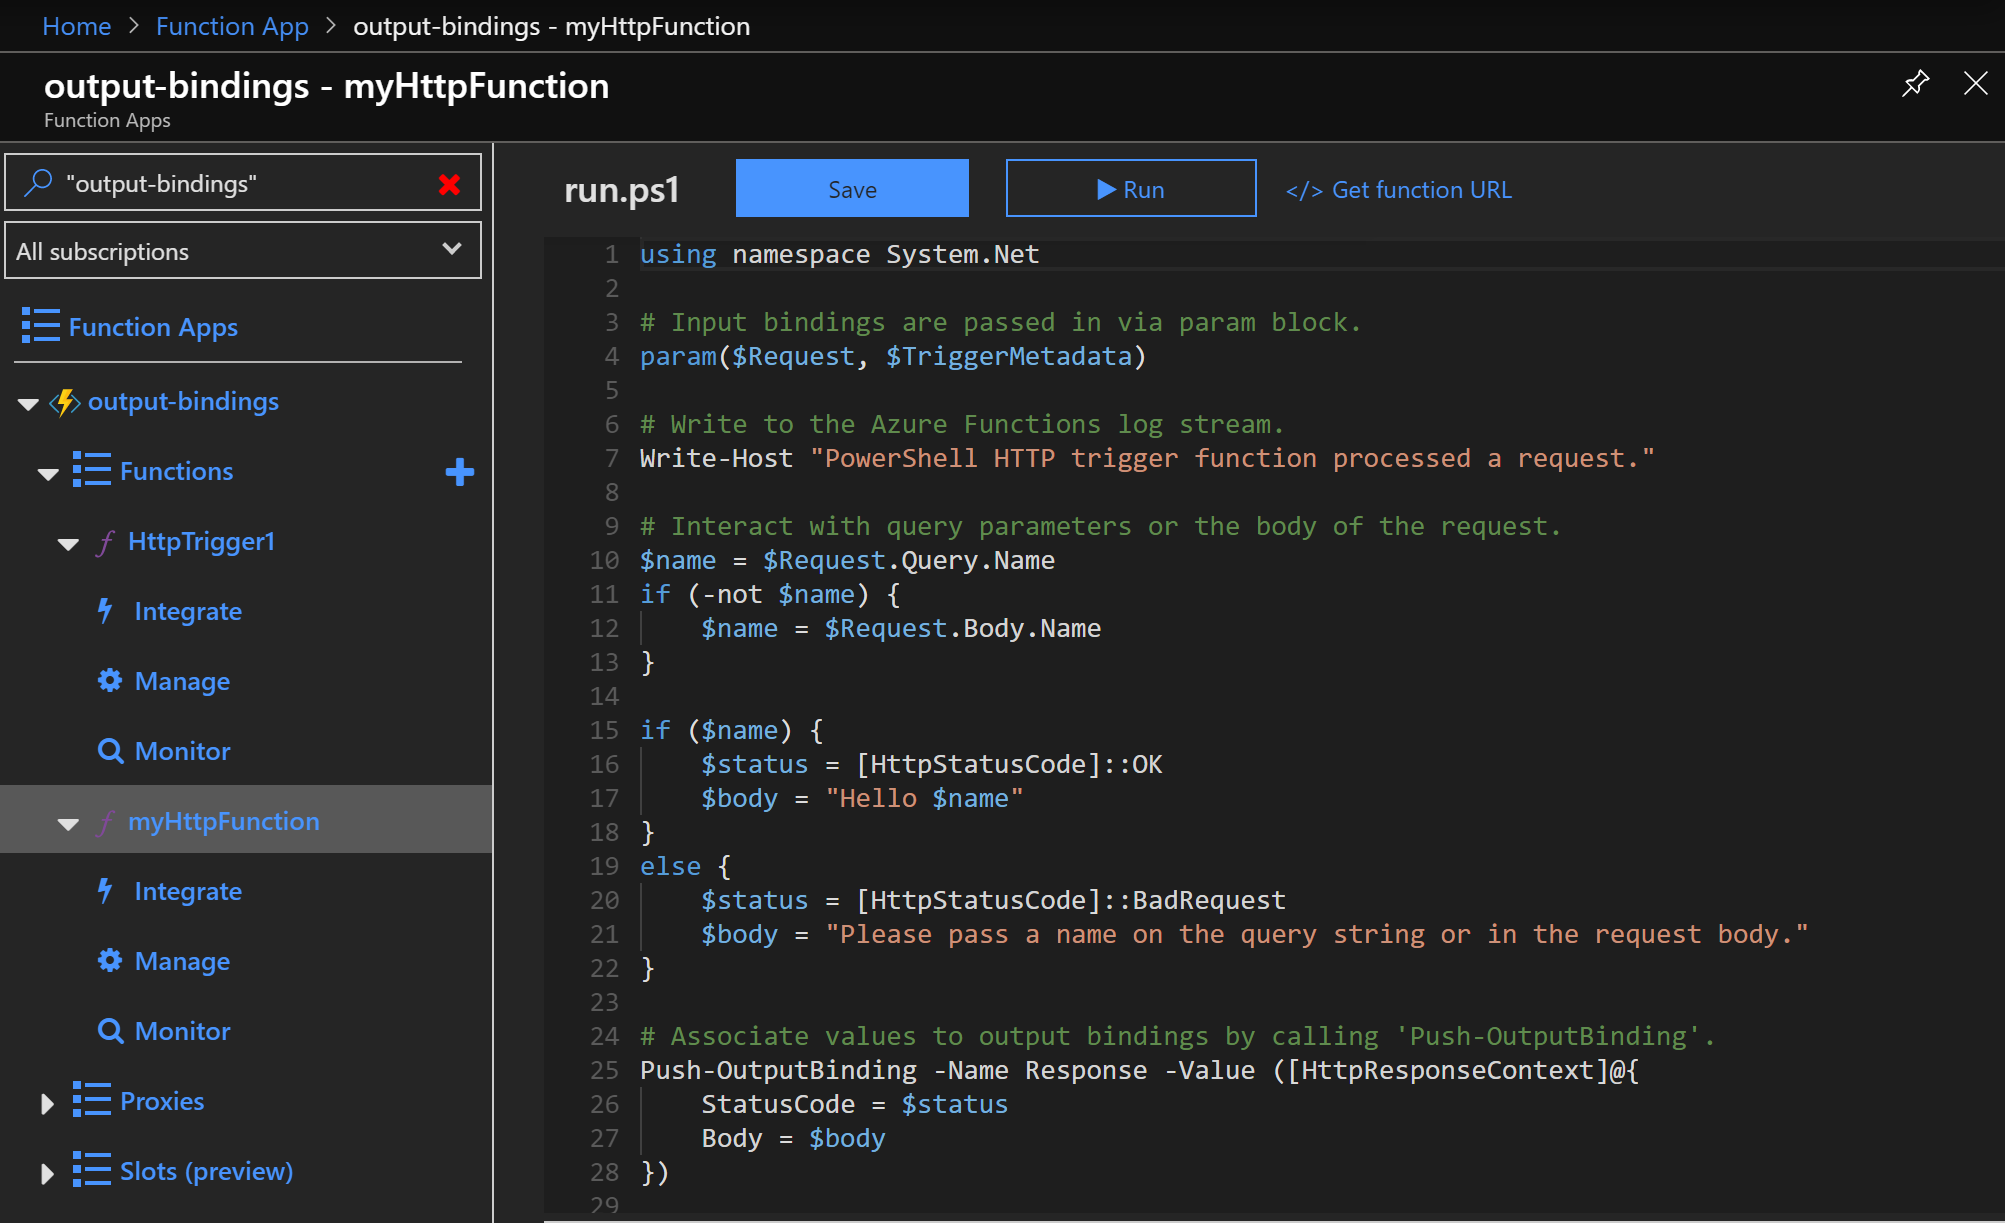 Home > Function App > output-bindings - myHttpFunction
output-bindings - myHttpFunction
Function Apps
"output-bindings"
All subscriptions
Function Apps
output-bindings
Functions
HttpTrigger1
Integrate
Manage
Monitor
myHttpFunction
Integrate
Manage
Monitor
Proxies
Slots (preview)
run.ps1 Save Run </> Get function URL
1 using namespace System.Net
2
3 # Input bindings are passed in via param block.
4 param($Request, $TriggerMetadata)
5
6 # Write to the Azure Functions log stream.
7 Write-Host "PowerShell HTTP trigger function processed a request."
8
9 # Interact with query parameters or the body of the request.
10 $name = $Request.Query.Name
11 if (-not $name) {
12     $name = $Request.Body.Name
13 }
14
15 if ($name) {
16     $status = [HttpStatusCode]::OK
17     $body = "Hello $name"
18 }
19 else {
20     $status = [HttpStatusCode]::BadRequest
21     $body = "Please pass a name on the query string or in the request body."
22 }
23
24 # Associate values to output bindings by calling 'Push-OutputBinding'.
25 Push-OutputBinding -Name Response -Value ([HttpResponseContext]@{
26     StatusCode = $status
27     Body = $body
28 })
29